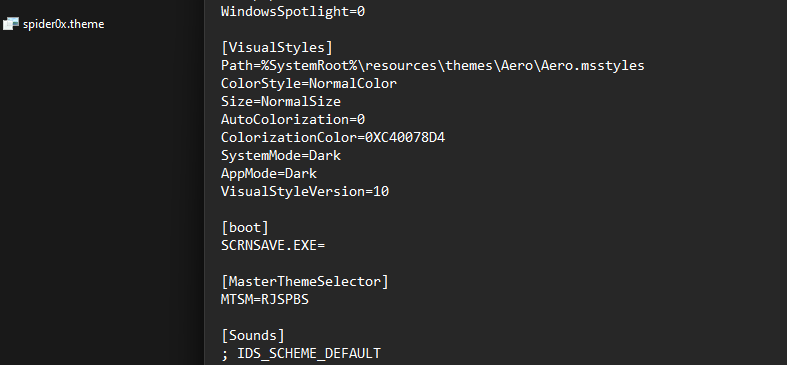 spider0x.theme
WindowsSpotlight=0
[VisualStyles]
Path=%SystemRoot%\resources\themes\Aero\Aero.msstyles
ColorStyle=NormalColor
Size=NormalSize
AutoColorization=0
ColorizationColor=0XC40078D4
SystemMode=Dark
AppMode=Dark
VisualStyleVersion=10
[boot]
SCRNSAVE.EXE=
[MasterThemeSelector]
MTSM=RJSPBS
[Sounds]
; IDS_SCHEME_DEFAULT